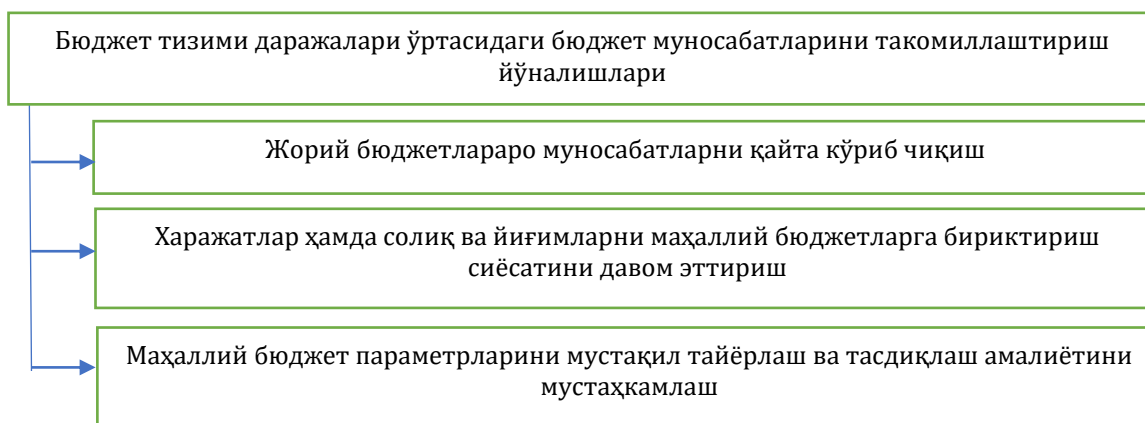 Бюджет тизими даражалари ўртасидаги бюджет муносабатларини такомиллаштириш
йўналишлари
Жорий бюджетлараро муносабатларни қайта кўриб чиқиш
Харажатлар ҳамда солиқ ва йиғимларни маҳаллий бюджетларга бириктириш
сиёсатини давом эттириш
Маҳаллий бюджет параметрларини мустақил тайёрлаш ва тасдиқлаш амалиётини
мустаҳкамлаш